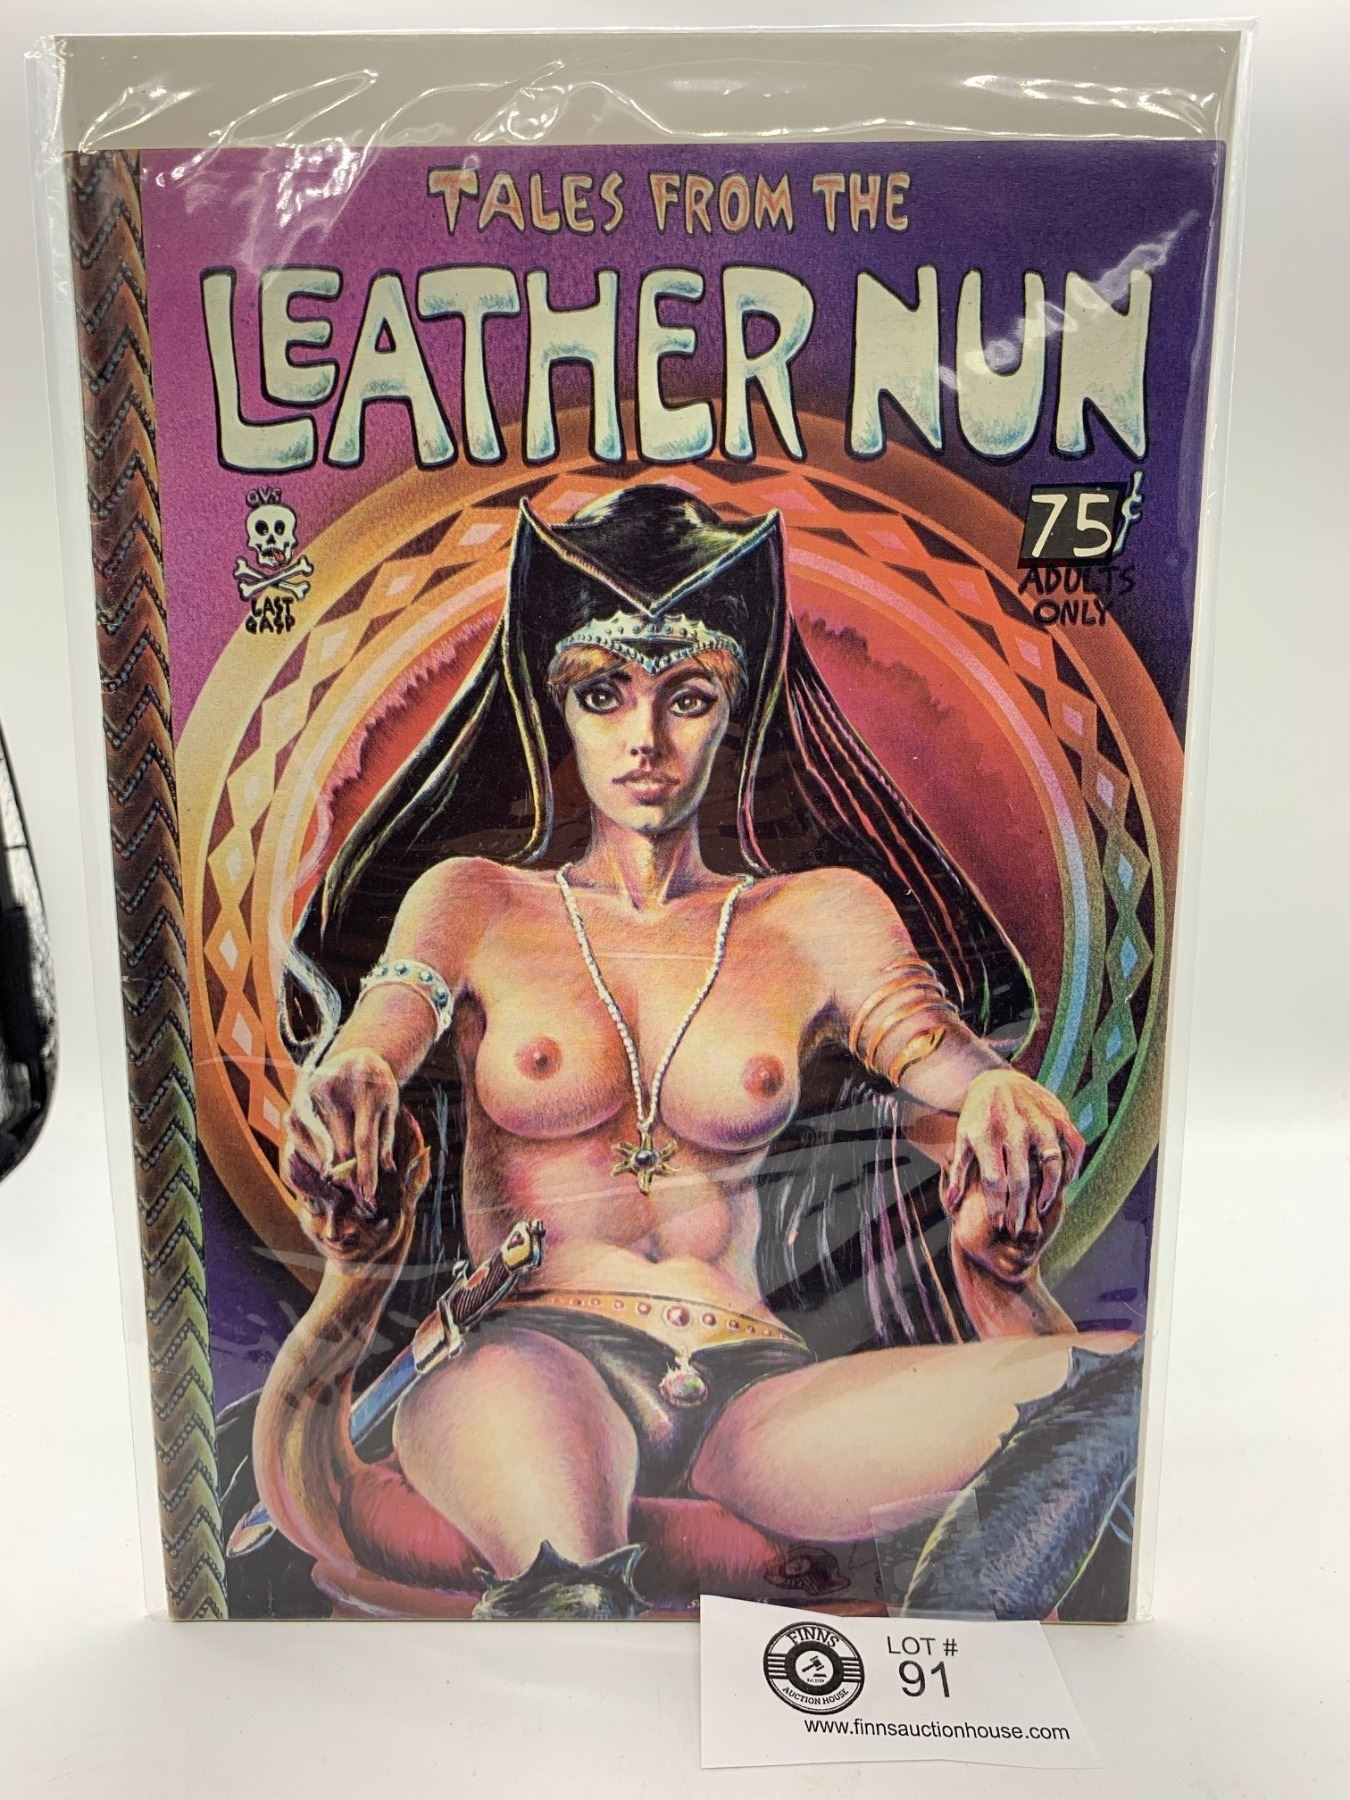 TALES FROM THE
LEATHER NUN
75¢
ADULTS
ONLY
LAST
GASP
FINNS
AUCTION HOUSE
LOT #
91
www.finnsauctionhouse.com